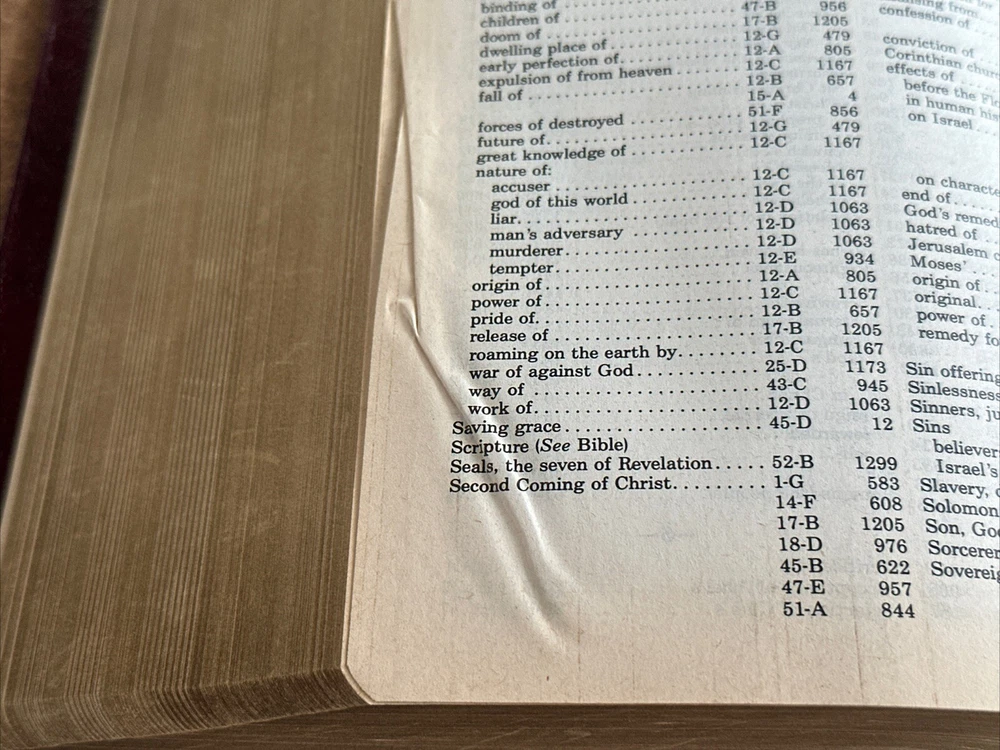 binding of
children of 47-B 956
doom of 17-B 1205
dwelling place of 12-G 479
early perfection of 12-A 805
expulsion of from heaven 12-C 1167
fall of 12-B 657
15-A 4
forces of destroyed 51-F 856
future of 12-G 479
great knowledge of 12-C 1167
nature of:
accuser 12-C 1167
god of this world 12-C 1167
liar 12-D 1063
man's adversary 12-D 1063
murderer 12-D 1063
tempter 12-E 934
origin of 12-A 805
power of 12-C 1167
pride of 12-B 657
release of 17-B 1205
roaming on the earth by 12-C 1167
war of against God 25-D 1173
way of 43-C 945
work of 12-D 1063
Saving grace 45-D 12
Scripture (See Bible)
Seals, the seven of Revelation 52-B 1299
Second Coming of Christ 1-G 583
14-F 608
17-B 1205
18-D 976
45-B 622
47-E 957
51-A 844
confession of
conviction of
Corinthian
effects of
before the
in human
on Israel
on
end of
God's
hatred of
Jerusalem
Moses'
origin of
original
power of
remedy
Sin offering
Sinlessness
Sinners,
Sins
Israel's
Slavery,
Solomon
Son,